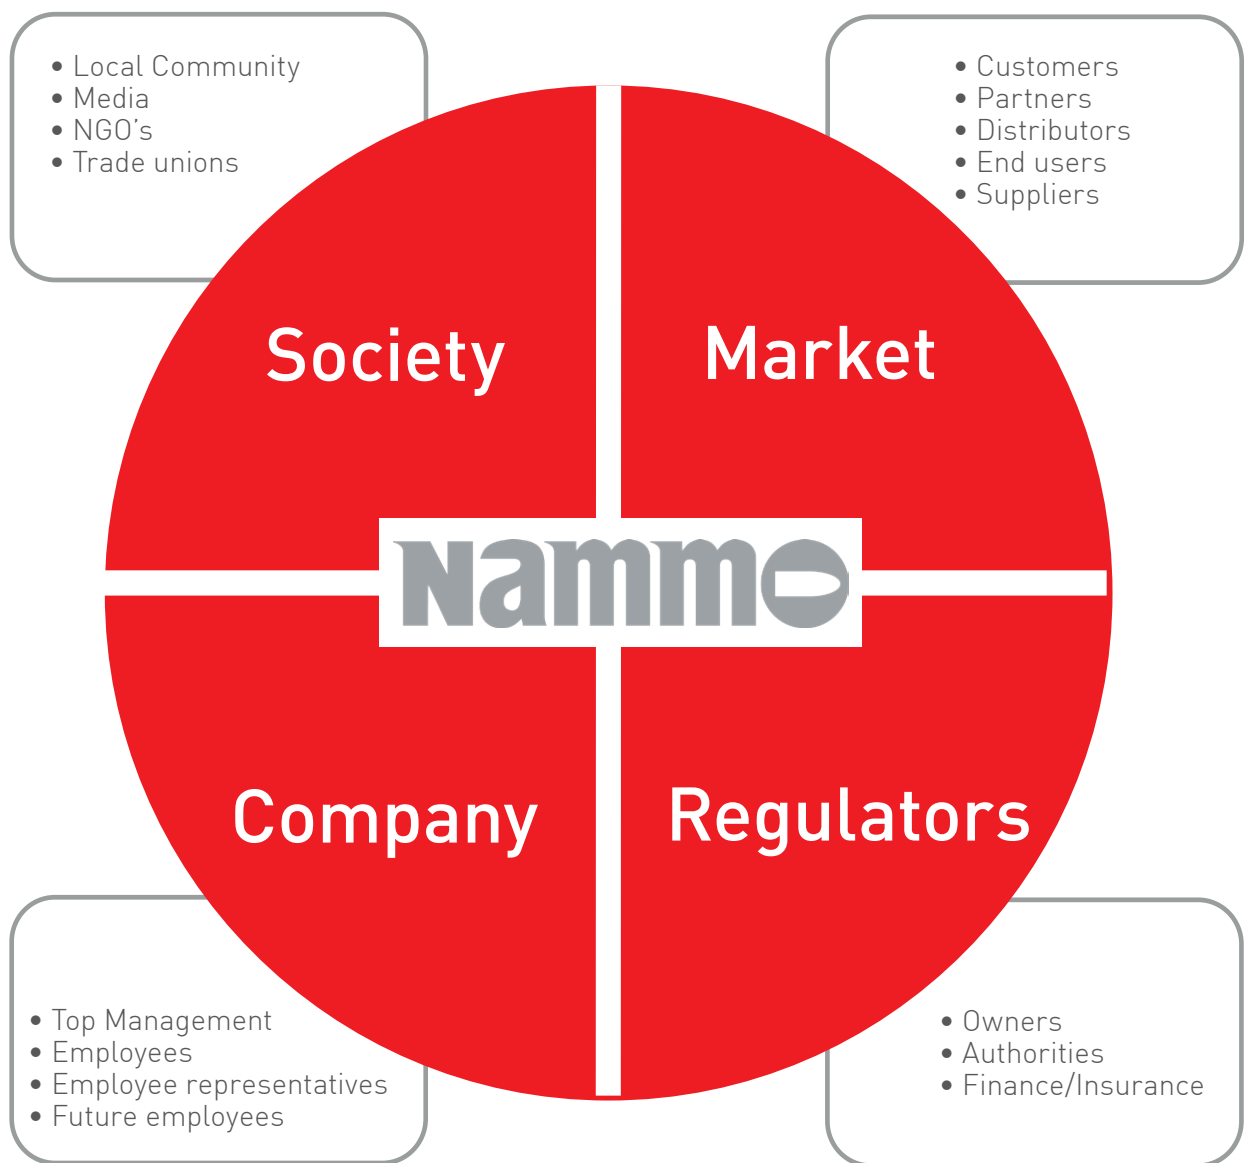 • Local Community
• Media
• NGO’s
• Trade unions
• Customers
• Partners
• Distributors
• End users
• Suppliers
Society
Market
Nammo
Company
Regulators
• Top Management
• Employees
• Employee representatives
• Future employees
• Owners
• Authorities
• Finance/Insurance